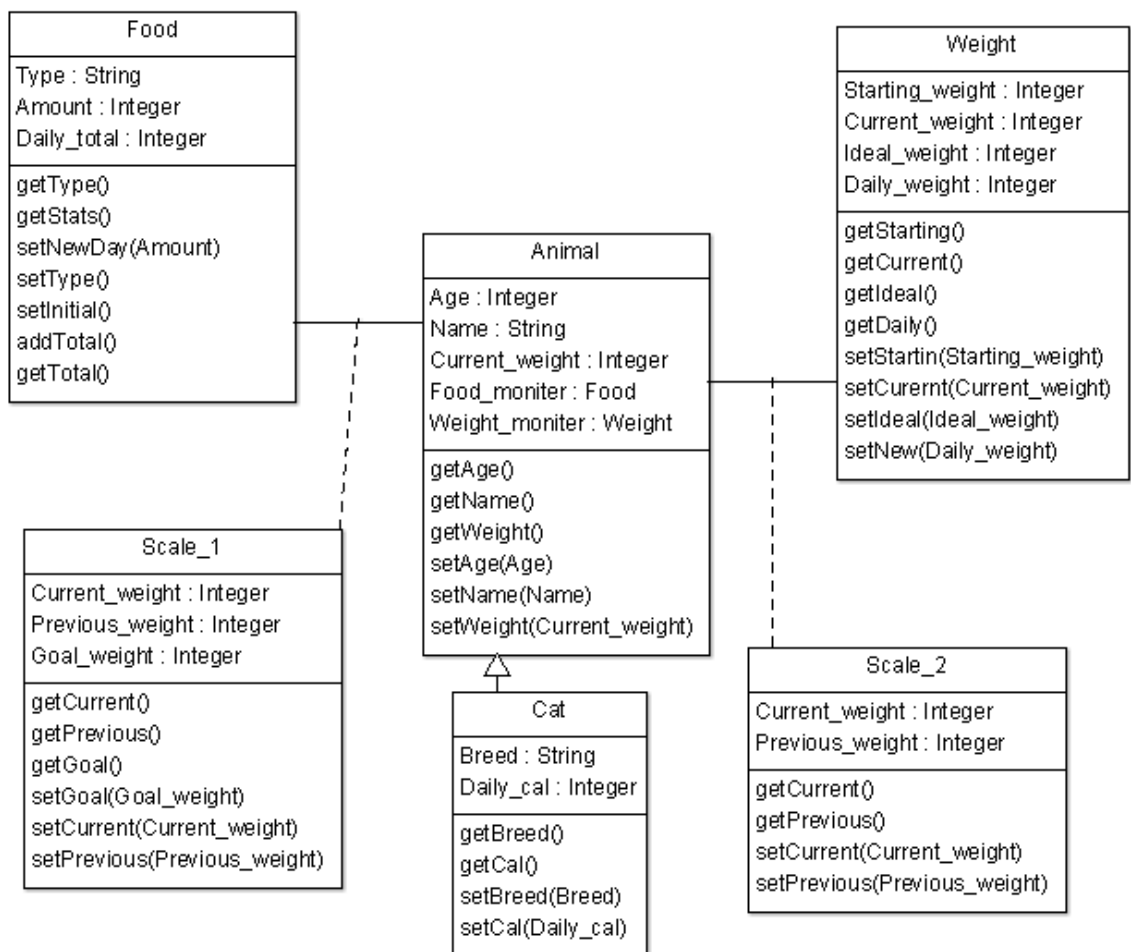 Food
Type : String
Amount : Integer
Daily_total : Integer
getType()
getStats()
setNewDay(Amount)
setType()
setInitial()
addTotal()
getTotal()
Weight
Starting_weight : Integer
Current_weight : Integer
Ideal_weight : Integer
Daily_weight : Integer
getStarting()
getCurrent()
getIdeal()
getDaily()
setStartin(Starting_weight)
setCurernt(Current_weight)
setIdeal(Ideal_weight)
setNew(Daily_weight)
Animal
Age : Integer
Name : String
Current_weight : Integer
Food_moniter : Food
Weight_moniter : Weight
getAge()
getName()
getWeight()
setAge(Age)
setName(Name)
setWeight(Current_weight)
Scale_1
Current_weight : Integer
Previous_weight : Integer
Goal_weight : Integer
getCurrent()
getPrevious()
getGoal()
setGoal(Goal_weight)
setCurrent(Current_weight)
setPrevious(Previous_weight)
Cat
Breed : String
Daily_cal : Integer
getBreed()
getCal()
setBreed(Breed)
setCal(Daily_cal)
Scale_2
Current_weight : Integer
Previous_weight : Integer
getCurrent()
getPrevious()
setCurrent(Current_weight)
setPrevious(Previous_weight)